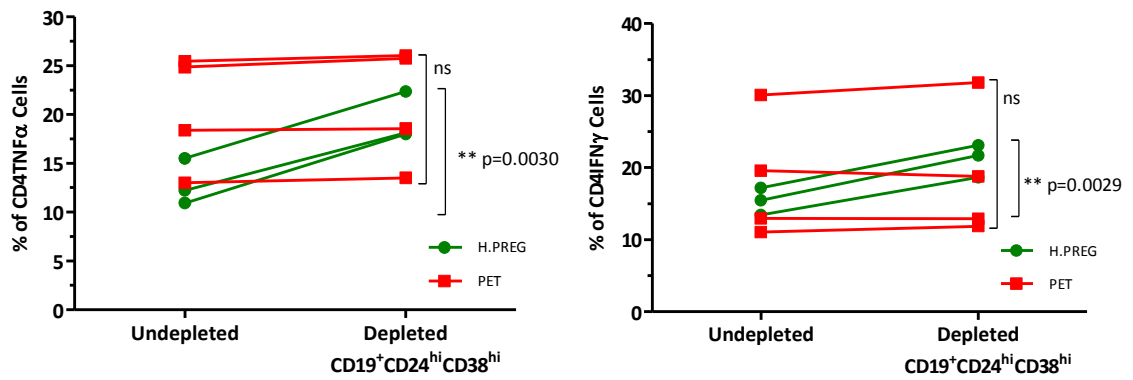 % of CD4TNFα Cells
30
25
20
15
10
5
0
ns
** p=0.0030
H.PREG
PET
Undepleted
Depleted
CD19⁺CD24ʰⁱCD38ʰⁱ
% of CD4IFNγ Cells
40
30
20
10
0
ns
** p=0.0029
H.PREG
PET
Undepleted
Depleted
CD19⁺CD24ʰⁱCD38ʰⁱ